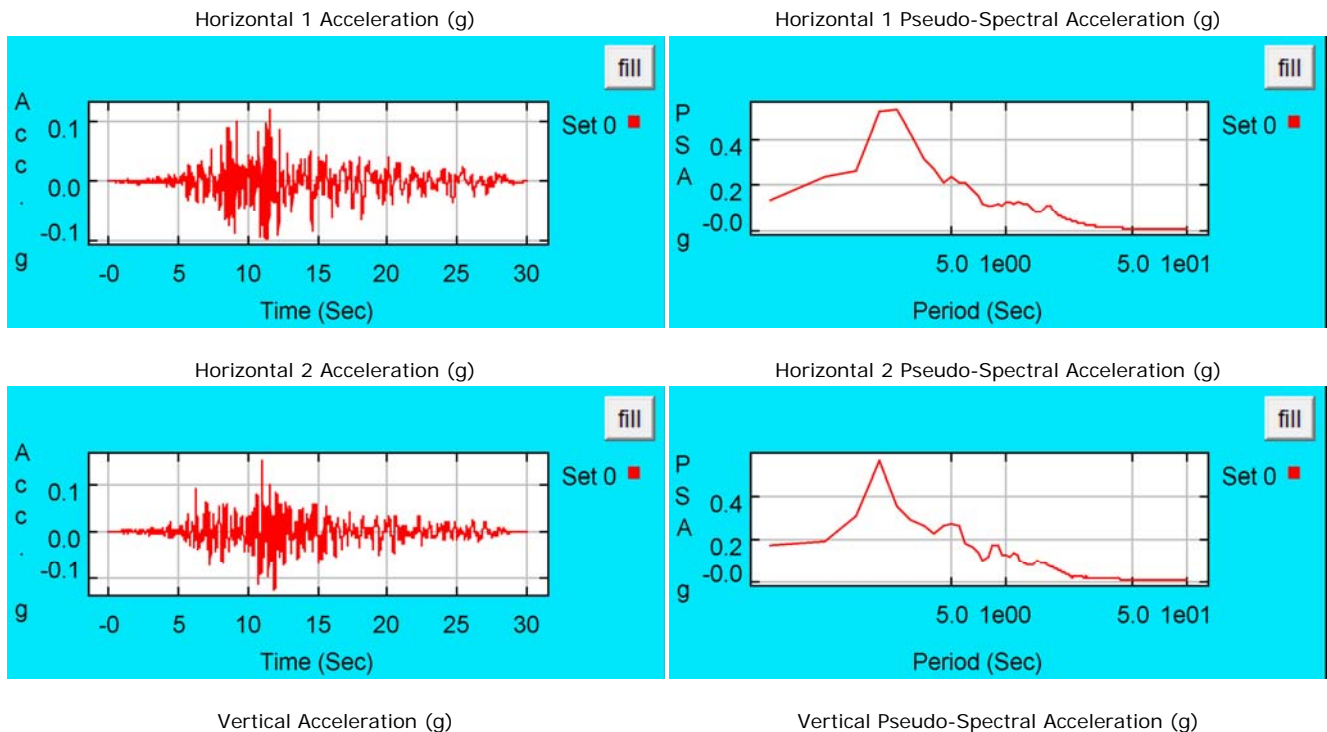 Horizontal 1 Acceleration (g)
fill
A
c
c
.
g
0.1
0.0
-0.1
Set 0
-0 5 10 15 20 25 30
Time (Sec)
Horizontal 1 Pseudo-Spectral Acceleration (g)
fill
P
S
A
g
0.4
0.2
-0.0
Set 0
5.0 1e00 5.0 1e01
Period (Sec)
Horizontal 2 Acceleration (g)
fill
A
c
c
.
g
0.1
0.0
-0.1
Set 0
-0 5 10 15 20 25 30
Time (Sec)
Horizontal 2 Pseudo-Spectral Acceleration (g)
fill
P
S
A
g
0.4
0.2
-0.0
Set 0
5.0 1e00 5.0 1e01
Period (Sec)
Vertical Acceleration (g)
Vertical Pseudo-Spectral Acceleration (g)